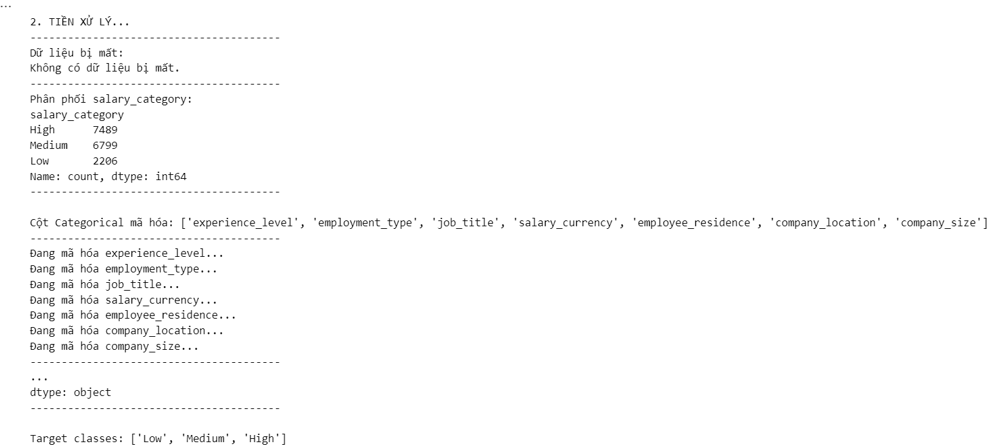 ...
2. TIỀN XỬ LÝ...
----------------------------------------
Dữ liệu bị mất:
Không có dữ liệu bị mất.
----------------------------------------
Phân phối salary_category:
salary_category
High      7489
Medium    6799
Low       2206
Name: count, dtype: int64
----------------------------------------
Cột Categorical mã hóa: ['experience_level', 'employment_type', 'job_title', 'salary_currency', 'employee_residence', 'company_location', 'company_size']
----------------------------------------
Đang mã hóa experience_level...
Đang mã hóa employment_type...
Đang mã hóa job_title...
Đang mã hóa salary_currency...
Đang mã hóa employee_residence...
Đang mã hóa company_location...
Đang mã hóa company_size...
----------------------------------------
...
dtype: object
----------------------------------------
Target classes: ['Low', 'Medium', 'High']